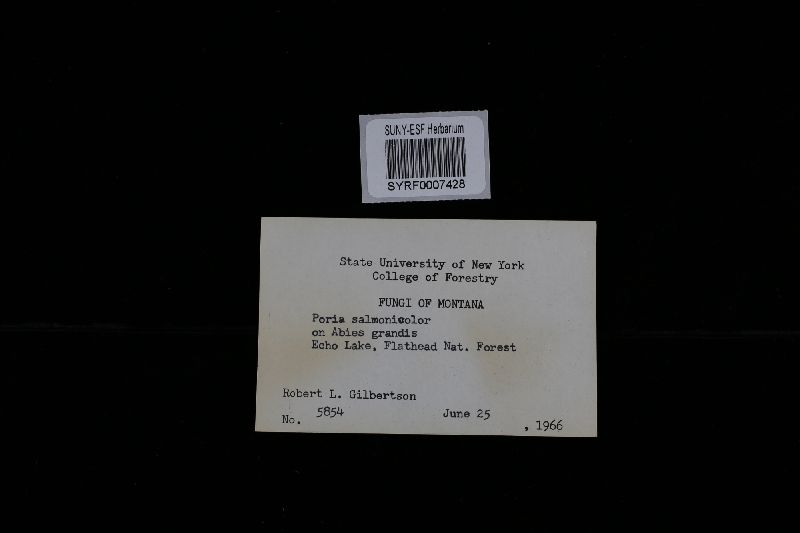 SUNY-ESF Herbarium
SYRF0007428
State University of New York
College of Forestry
FUNGI OF MONTANA
Poria salmonicolor
on Abies grandis
Echo Lake, Flathead Nat. Forest
Robert L. Gilbertson
No. 5854 June 25, 1966